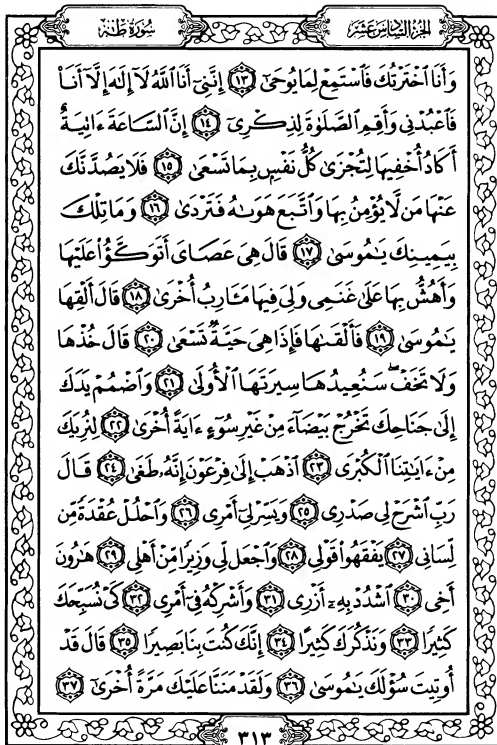 الجزء السادس عشر
سورة طه
وَأَنَا ٱخْتَرْتُكَ فَٱسْتَمِعْ لِمَا يُوحَىٰٓ ١٣ إِنَّنِىٓ أَنَا ٱللَّهُ لَآ إِلَٰهَ إِلَّآ أَنَا۠
فَٱعْبُدْنِى وَأَقِمِ ٱلصَّلَوٰةَ لِذِكْرِىٓ ١٤ إِنَّ ٱلسَّاعَةَ ءَاتِيَةٌ
أَكَادُ أُخْفِيهَا لِتُجْزَىٰ كُلُّ نَفْسٍۭ بِمَا تَسْعَىٰ ١٥ فَلَا يَصُدَّنَّكَ
عَنْهَا مَن لَّا يُؤْمِنُ بِهَا وَٱتَّبَعَ هَوَىٰهُ فَتَرْدَىٰ ١٦ وَمَا تِلْكَ
بِيَمِينِكَ يَٰمُوسَىٰ ١٧ قَالَ هِىَ عَصَاىَ أَتَوَكَّؤُا۟ عَلَيْهَا
وَأَهُشُّ بِهَا عَلَىٰ غَنَمِى وَلِىَ فِيهَا مَـَٔارِبُ أُخْرَىٰ ١٨ قَالَ أَلْقِهَا
يَٰمُوسَىٰ ١٩ فَأَلْقَىٰهَا فَإِذَا هِىَ حَيَّةٌ تَسْعَىٰ ٢٠ قَالَ خُذْهَا
وَلَا تَخَفْ ۖ سَنُعِيدُهَا سِيرَتَهَا ٱلْأُولَىٰ ٢١ وَٱضْمُمْ يَدَكَ
إِلَىٰ جَنَاحِكَ تَخْرُجْ بَيْضَآءَ مِنْ غَيْرِ سُوٓءٍ ءَايَةً أُخْرَىٰ ٢٢ لِنُرِيَكَ
مِنْ ءَايَٰتِنَا ٱلْكُبْرَى ٢٣ ٱذْهَبْ إِلَىٰ فِرْعَوْنَ إِنَّهُۥ طَغَىٰ ٢٤ قَالَ
رَبِّ ٱشْرَحْ لِى صَدْرِى ٢٥ وَيَسِّرْ لِىٓ أَمْرِى ٢٦ وَٱحْلُلْ عُقْدَةً مِّن
لِّسَانِى ٢٧ يَفْقَهُوا۟ قَوْلِى ٢٨ وَٱجْعَل لِّى وَزِيرًا مِّنْ أَهْلِى ٢٩ هَٰرُونَ
أَخِى ٣٠ ٱشْدُدْ بِهِۦٓ أَزْرِى ٣١ وَأَشْرِكْهُ فِىٓ أَمْرِى ٣٢ كَىْ نُسَبِّحَكَ
كَثِيرًا ٣٣ وَنَذْكُرَكَ كَثِيرًا ٣٤ إِنَّكَ كُنتَ بِنَا بَصِيرًا ٣٥ قَالَ قَدْ
أُوتِيتَ سُؤْلَكَ يَٰمُوسَىٰ ٣٦ وَلَقَدْ مَنَنَّا عَلَيْكَ مَرَّةً أُخْرَىٰٓ ٣٧
٣١٣